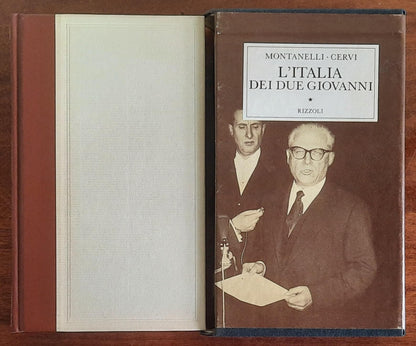 MONTANELLI - CERVI
L'ITALIA
DEI DUE GIOVANNI
*
RIZZOLI